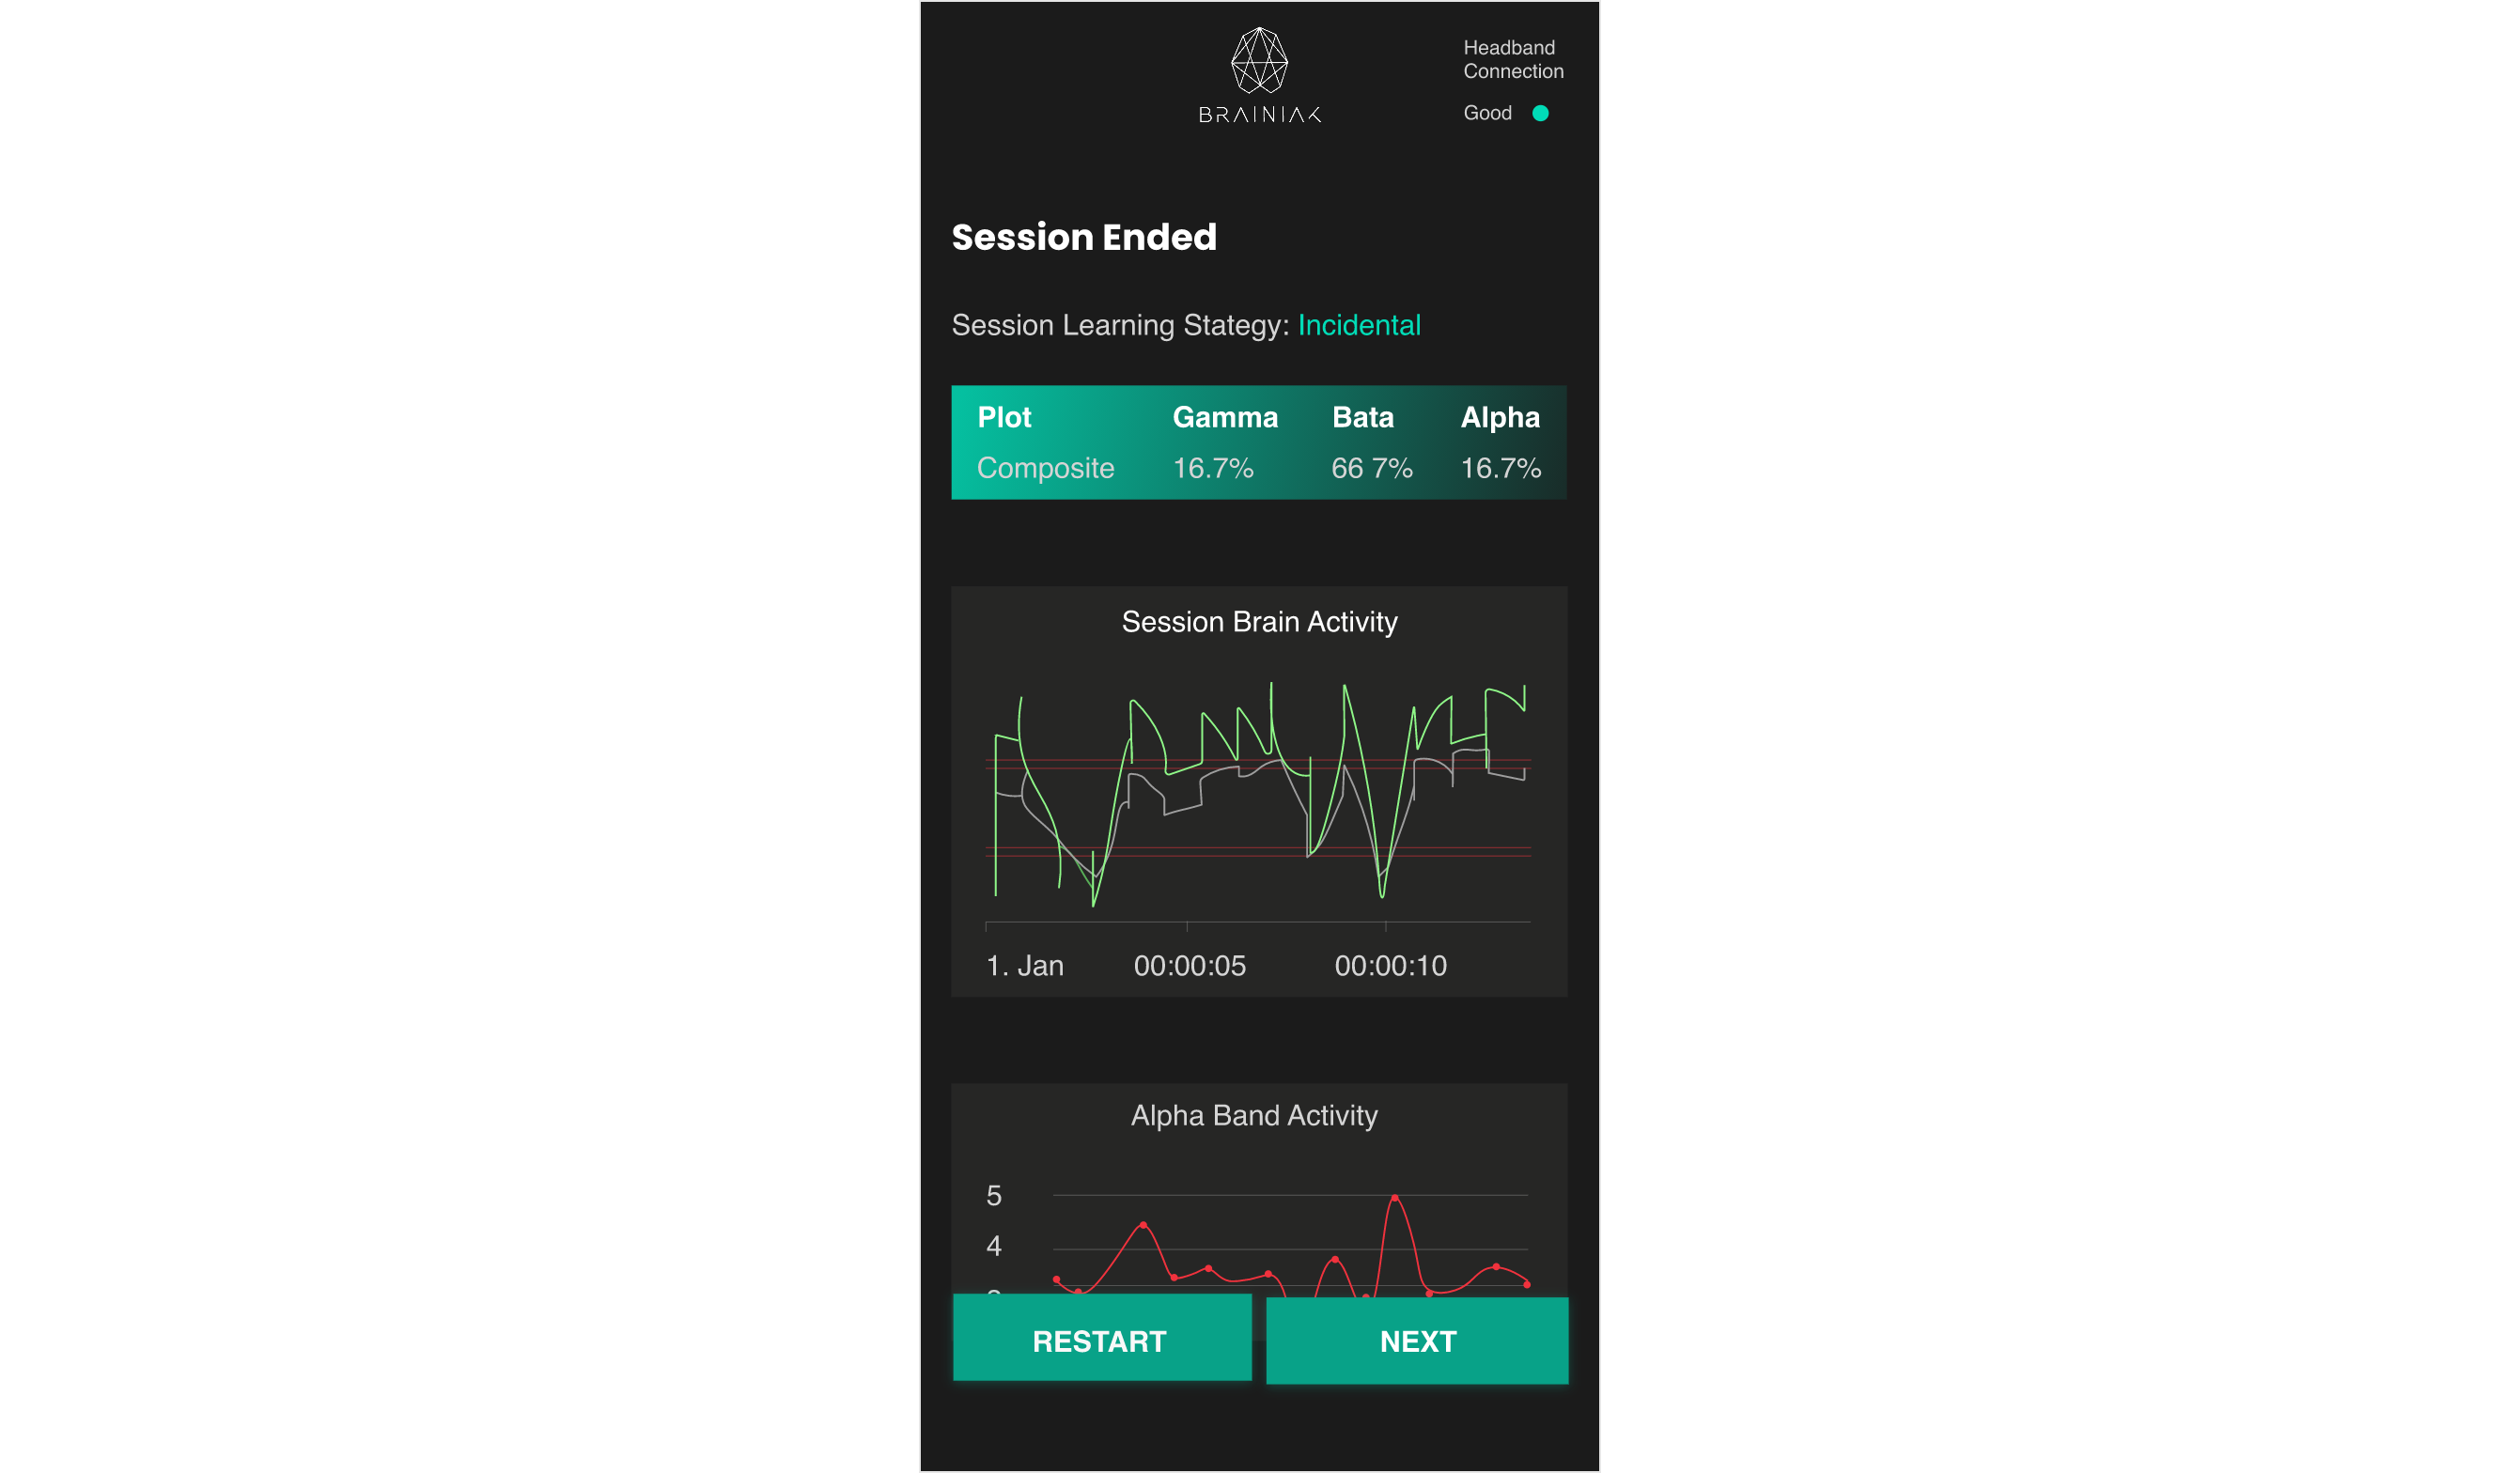 BRAINIAK
Headband
Connection
Good
Session Ended
Session Learning Stategy: Incidental
Plot Gamma Bata Alpha
Composite 16.7% 66 7% 16.7%
Session Brain Activity
1. Jan 00:00:05 00:00:10
Alpha Band Activity
5
4
RESTART NEXT